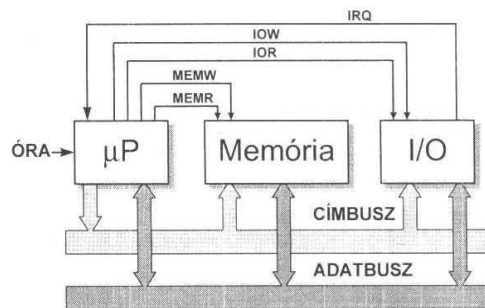 IRQ
IOW
IOR
MEMW
MEMR
ÓRA
μP
Memória
I/O
CÍMBUSZ
ADATBUSZ